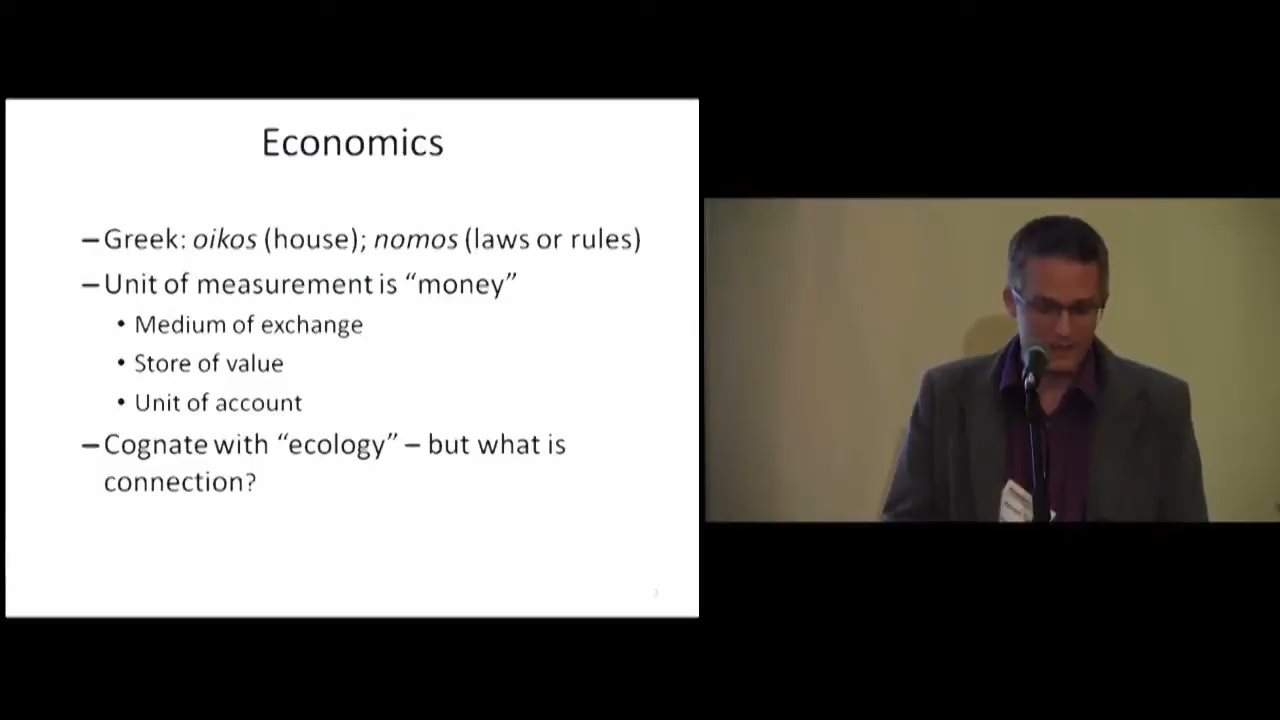 Economics
–Greek: oikos (house); nomos (laws or rules)
–Unit of measurement is “money”
• Medium of exchange
• Store of value
• Unit of account
–Cognate with “ecology” – but what is
connection?